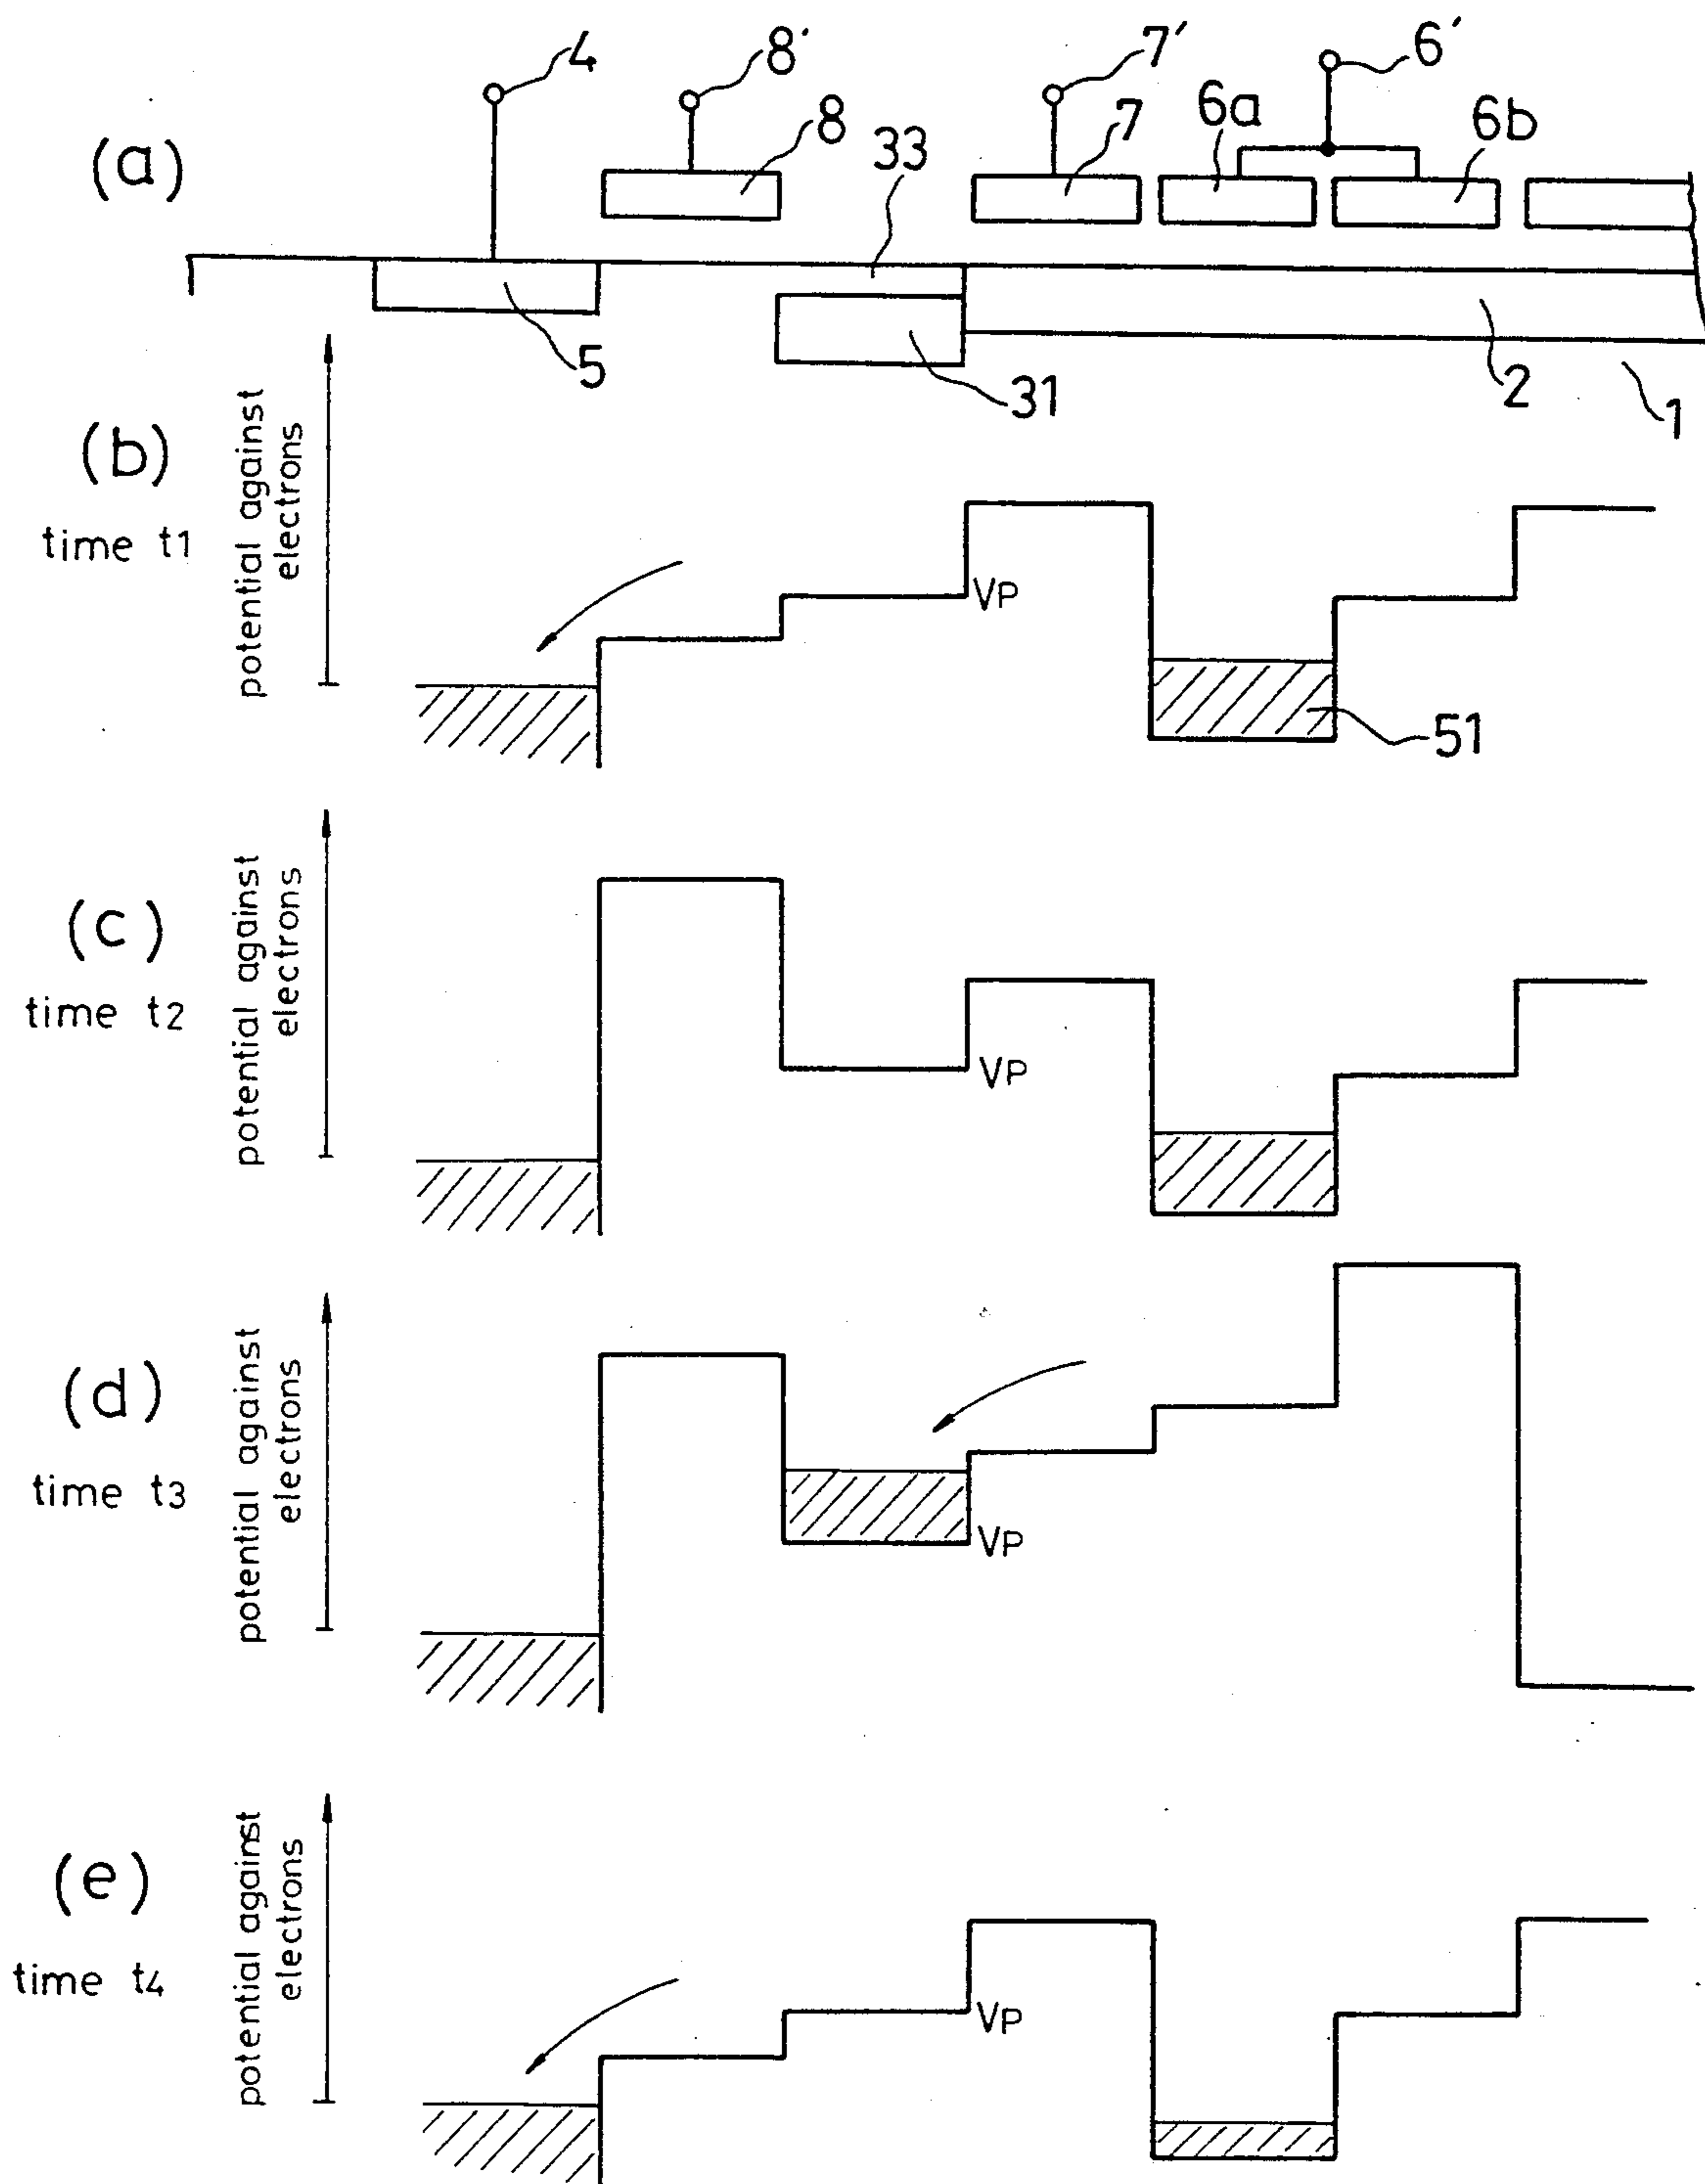 (a)
4
8'
8
33
7'
7
6a
6'
6b
5
31
2
1
(b)
time t1
potential against
electrons
VP
51
(c)
time t2
potential against
electrons
VP
(d)
time t3
potential against
electrons
VP
(e)
time t4
potential against
electrons
VP